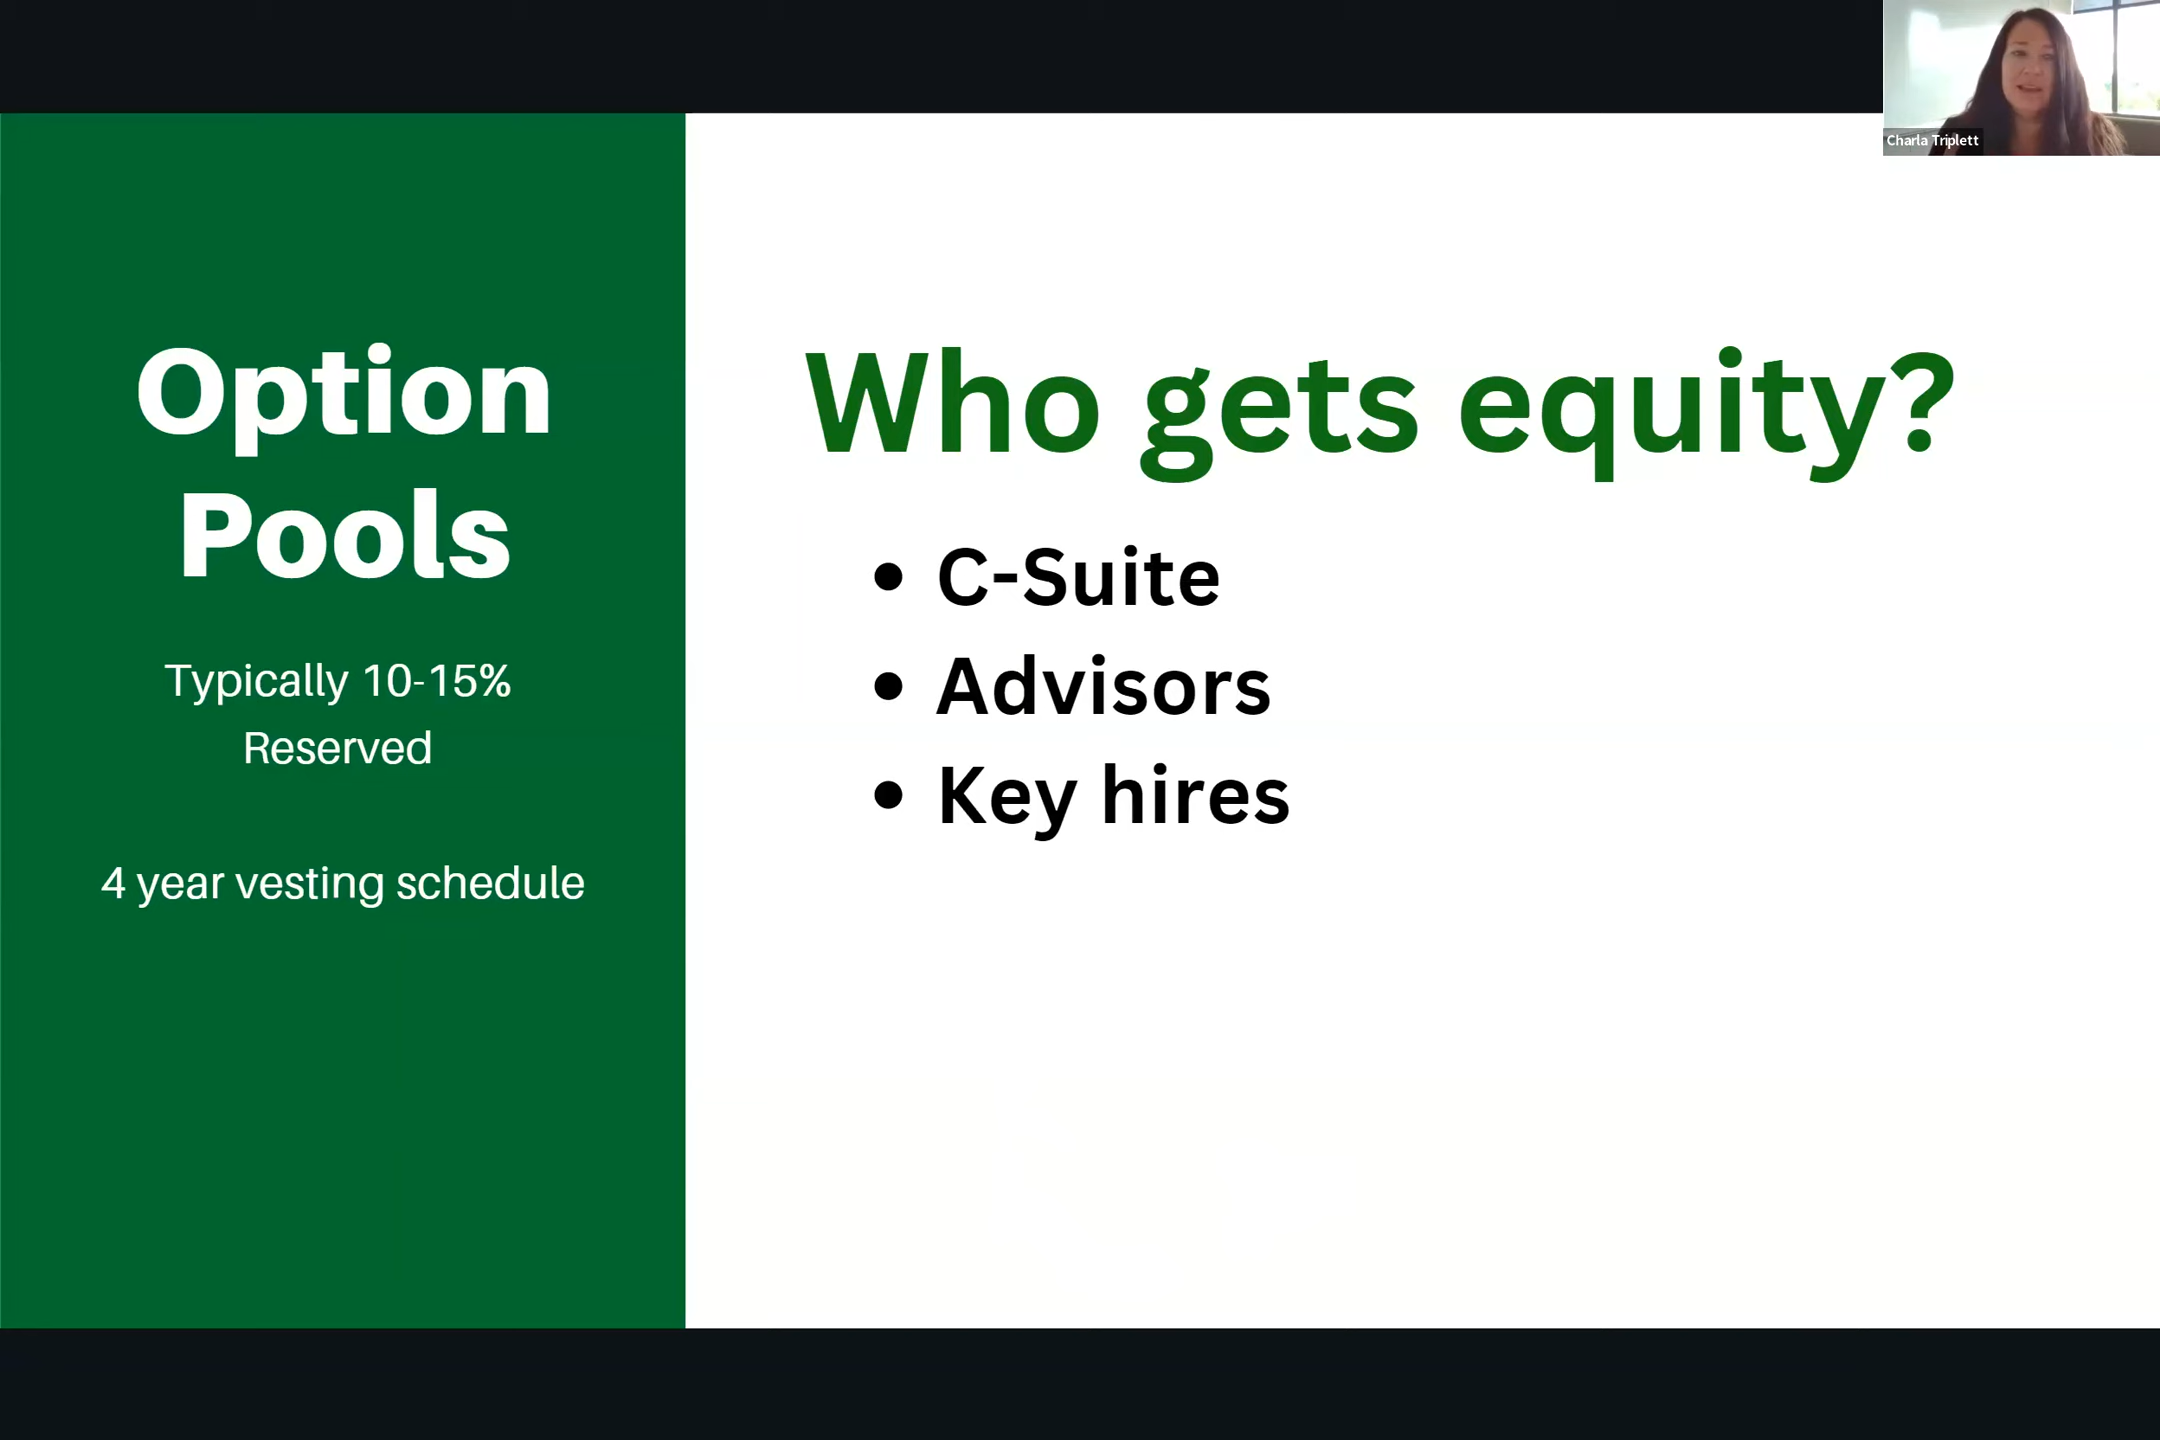 Charla Triplett
Option
Pools
Typically 10-15%
Reserved
4 year vesting schedule
Who gets equity?
• C-Suite
• Advisors
• Key hires